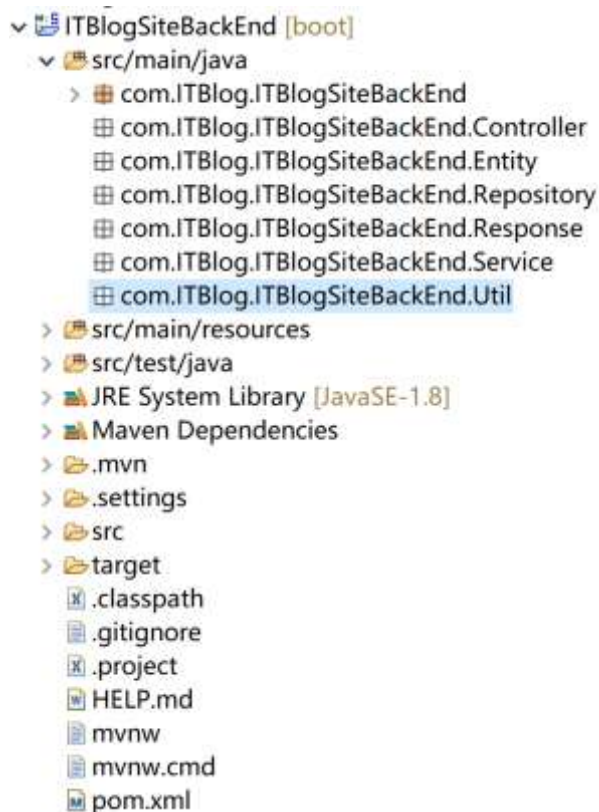 ITBlogSiteBackEnd [boot]
src/main/java
com.ITBlog.ITBlogSiteBackEnd
com.ITBlog.ITBlogSiteBackEnd.Controller
com.ITBlog.ITBlogSiteBackEnd.Entity
com.ITBlog.ITBlogSiteBackEnd.Repository
com.ITBlog.ITBlogSiteBackEnd.Response
com.ITBlog.ITBlogSiteBackEnd.Service
com.ITBlog.ITBlogSiteBackEnd.Util
src/main/resources
src/test/java
JRE System Library [JavaSE-1.8]
Maven Dependencies
.mvn
.settings
src
target
.classpath
.gitignore
.project
HELP.md
mvnw
mvnw.cmd
pom.xml